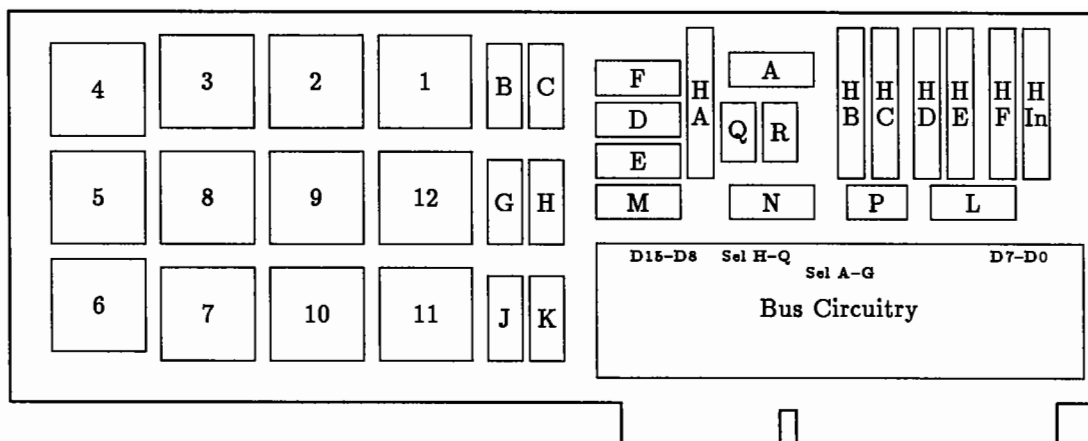 4 3 2 1 B C
F
D
E
M
H
A
A
Q R
N
H
B
H
C
H
D
H
E
H
F
H
In
P L
5 8 9 12 G H
6 7 10 11 J K
D15–D8 Sel H–Q D7–D0
Sel A–G
Bus Circuitry